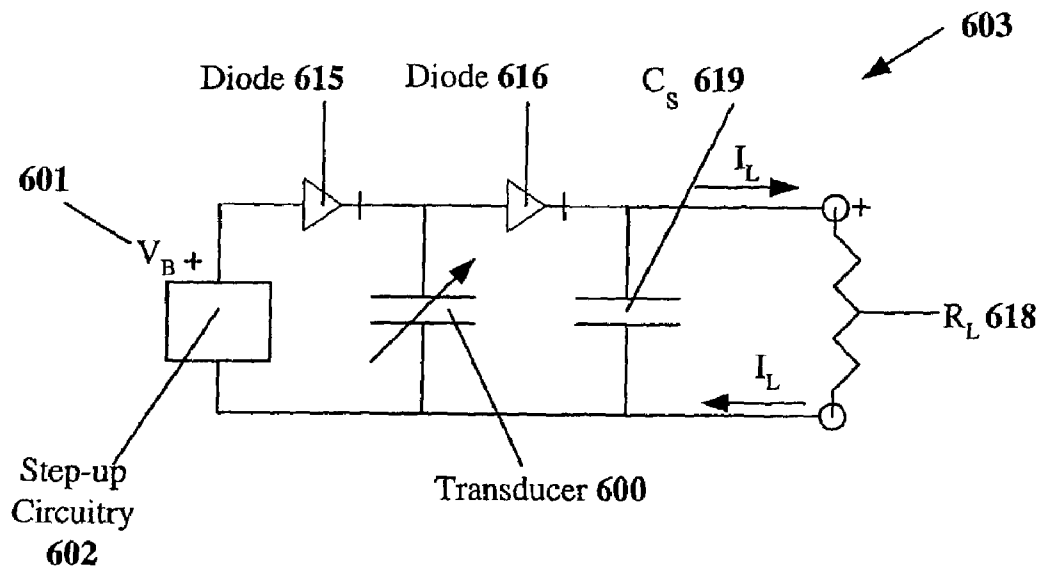 603
Diode 615
Diode 616
C_s 619
I_L
601
V_B +
+
R_L 618
I_L
Step-up
Circuitry
602
Transducer 600